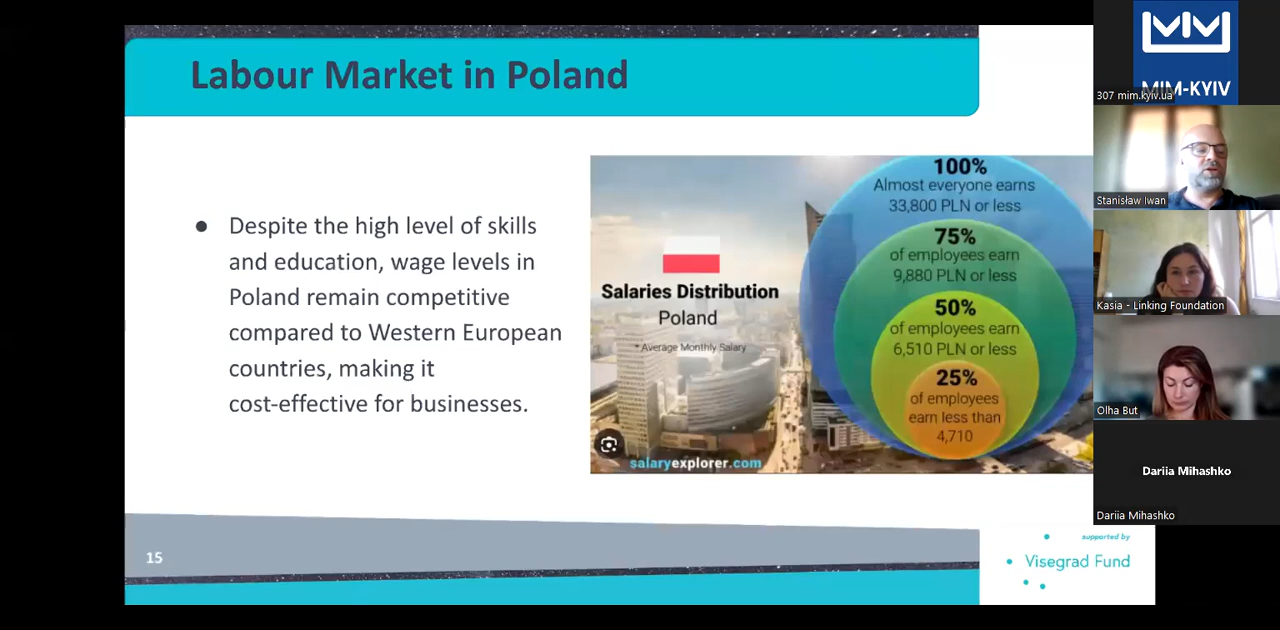 Labour Market in Poland
● Despite the high level of skills
and education, wage levels in
Poland remain competitive
compared to Western European
countries, making it
cost-effective for businesses.
Salaries Distribution
Poland
* Average Monthly Salary
100%
Almost everyone earns
33,800 PLN or less
75%
of employees earn
9,880 PLN or less
50%
of employees earn
6,510 PLN or less
25%
of employees
earn less than
4,710
salaryexplorer.com
15
supported by
Visegrad Fund
MIM-KYIV
307 mim.kyiv.ua
Stanisław Iwan
Kasia - Linking Foundation
Olha But
Dariia Mihashko
Dariia Mihashko